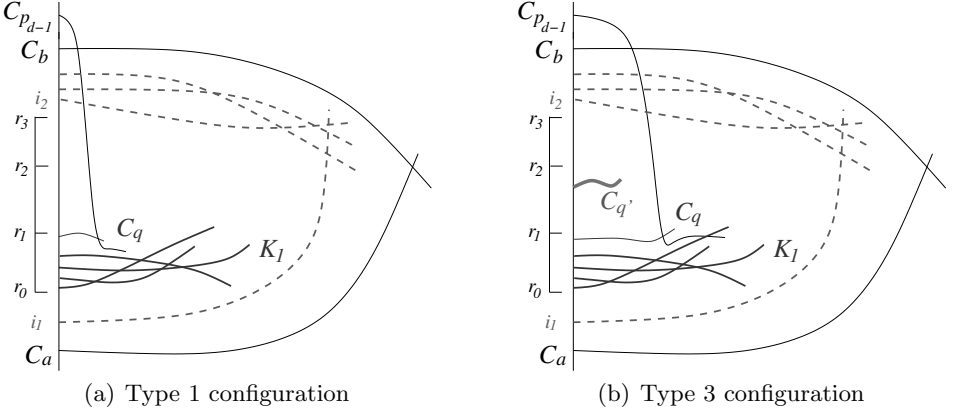 C_{p_{d-1}}
C_b
i_2
r_3
r_2
r_1
r_0
i_1
C_a
C_q
K_1
(a) Type 1 configuration
C_{p_{d-1}}
C_b
i_2
r_3
r_2
r_1
r_0
i_1
C_a
C_{q'}
C_q
K_1
(b) Type 3 configuration